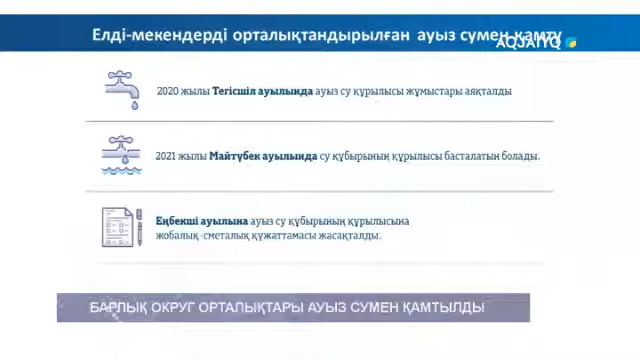 Елді-мекендерді орталықтандырылған ауыз сумен қамту
AQJAIYQ
2020 жылы Тегісшіл ауылында ауыз су құрылысы жұмыстары аяқталды
2021 жылы Майтүбек ауылында су құбырының құрылысы басталатын болады.
Еңбекші ауылына ауыз су құбырының құрылысына
жобалық-сметалық құжаттамасы жасақталды.
БАРЛЫҚ ОКРУГ ОРТАЛЫҚТАРЫ АУЫЗ СУМЕН ҚАМТЫЛДЫ